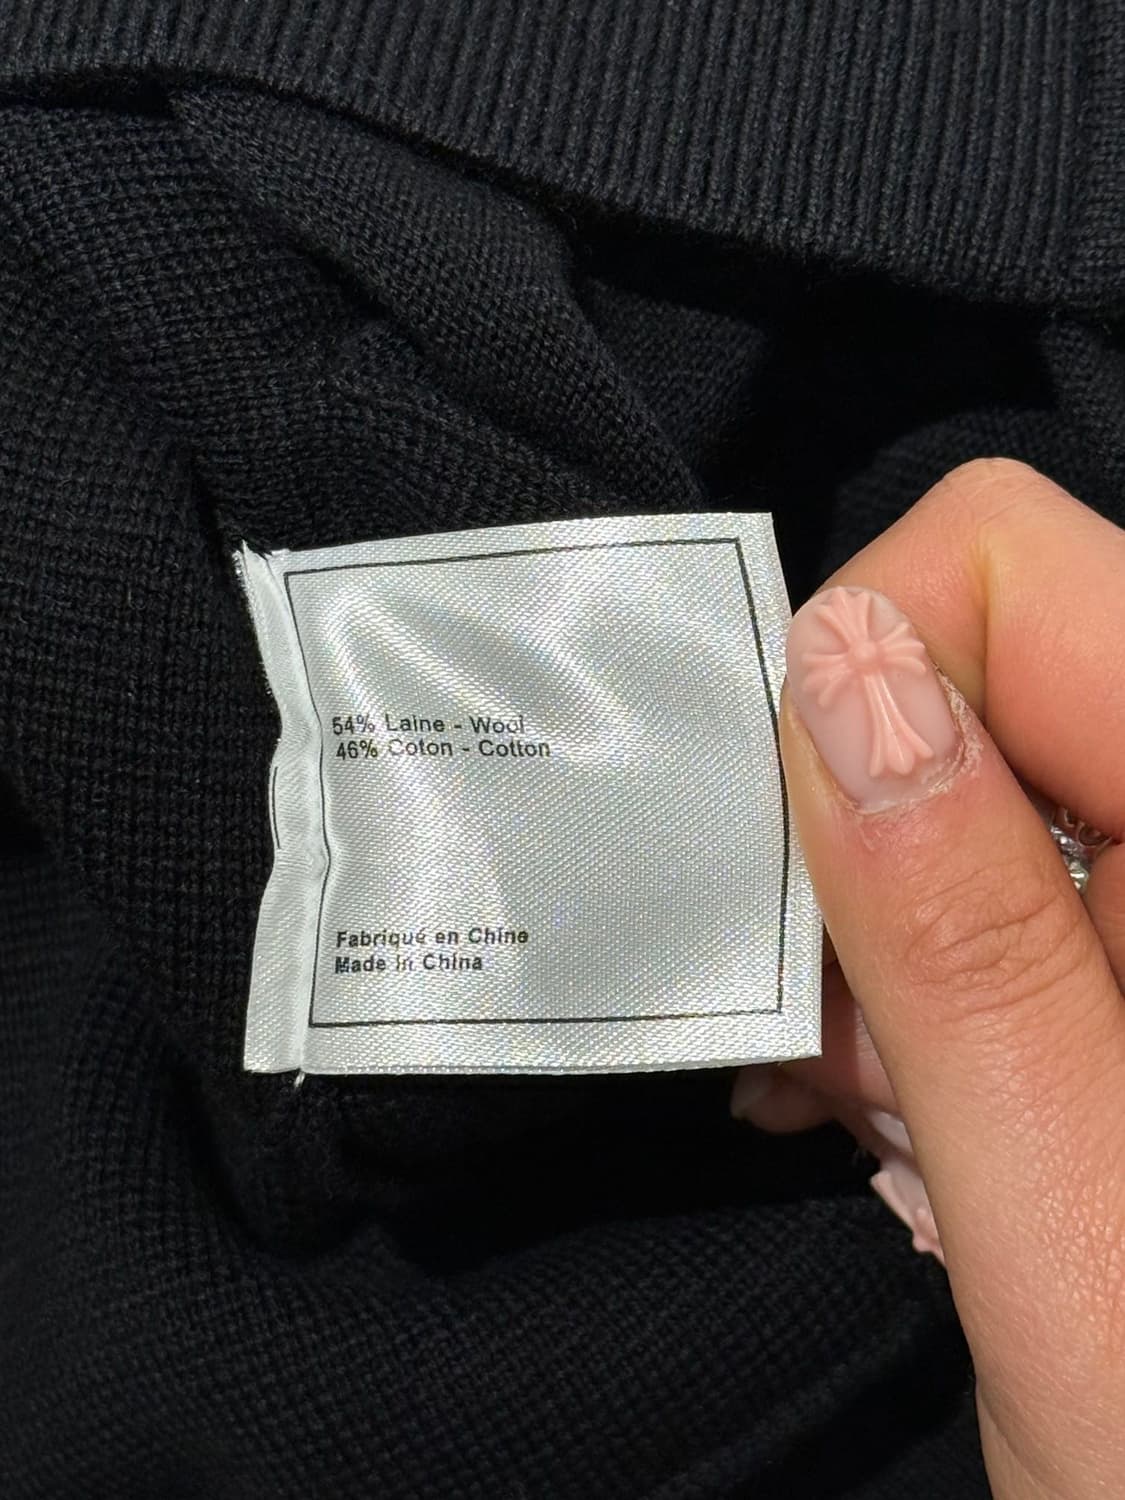 54% Laine - Wool
46% Coton - Cotton
Fabriqué en Chine
Made in China